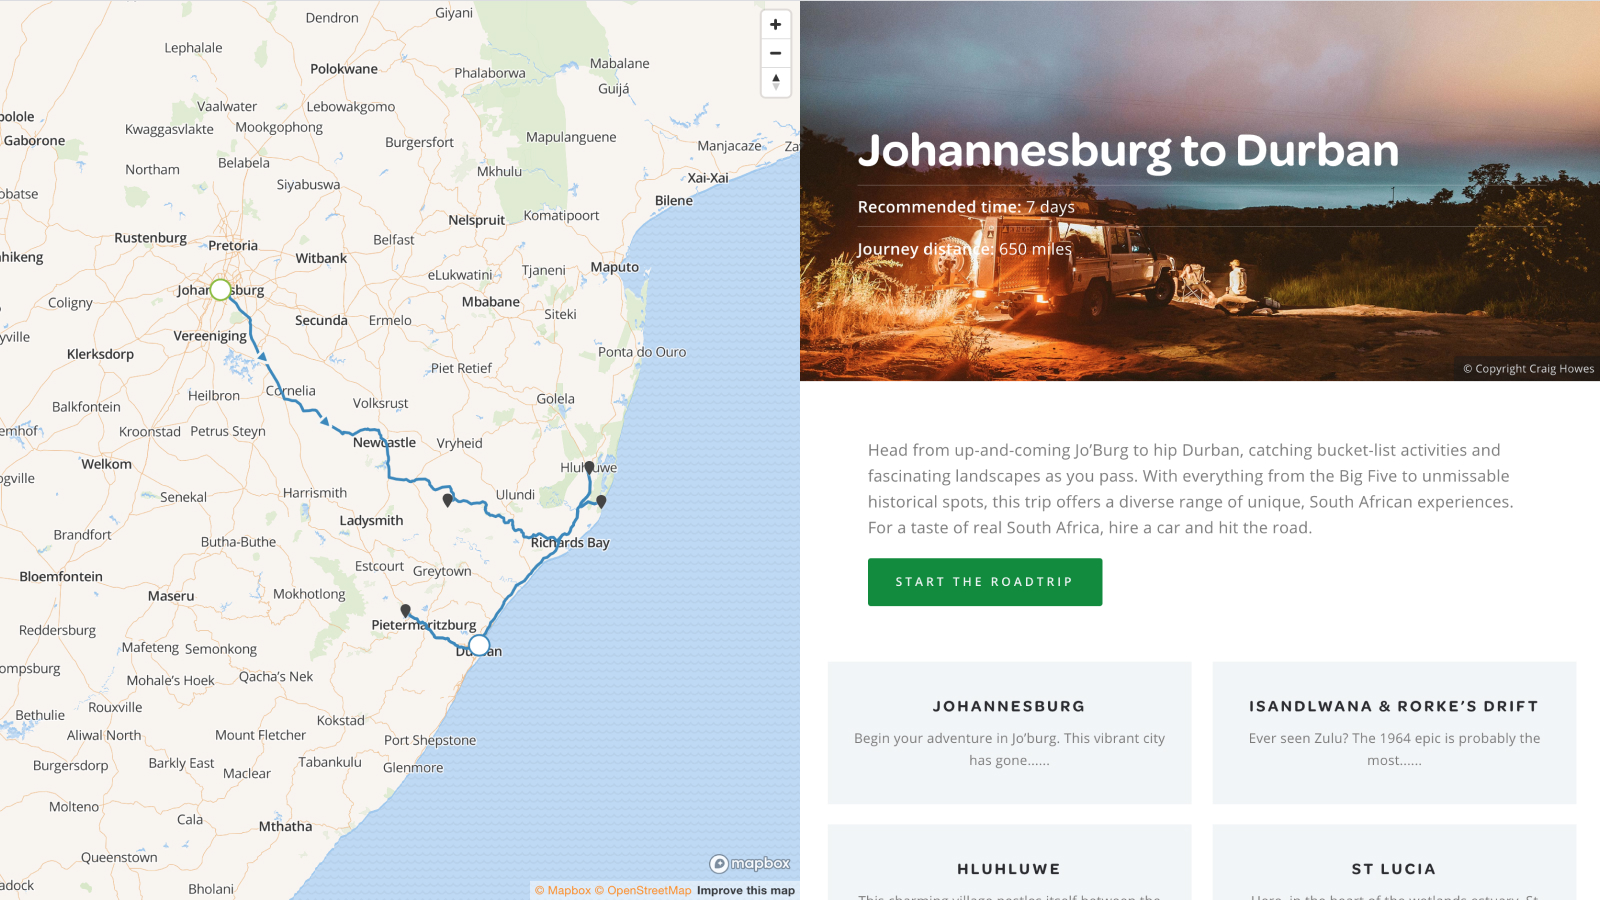 Dendron
Giyani
Lephalale
Polokwane
Phalaborwa
Mabalane
Guijá
Vaalwater
Lebowakgomo
Kwaggasvlakte
Mookgophong
Gaborone
Burgersfort
Mapulanguene
Manjacaze
Northam
Belabela
Mkhulu
Siyabuswa
Xai-Xai
Bilene
Nelspruit
Komatipoort
Rustenburg
Pretoria
Belfast
Witbank
eLukwatini
Tjaneni
Maputo
Coligny
Mbabane
Siteki
Vereeniging
Secunda
Ermelo
Klerksdorp
Ponta do Ouro
Piet Retief
Heilbron
Cornelia
Volksrust
Golela
Balkfontein
Kroonstad
Petrus Steyn
Newcastle
Vryheid
Welkom
Senekal
Harrismith
Ulundi
Ladysmith
Brandfort
Butha-Buthe
Richards Bay
Estcourt
Greytown
Bloemfontein
Maseru
Mokhotlong
Reddersburg
Pietermaritzburg
Mafeteng
Semonkong
Mohale's Hoek
Qacha's Nek
Bethulie
Rouxville
Kokstad
Aliwal North
Mount Fletcher
Port Shepstone
Burgersdorp
Barkly East
Maclear
Tabankulu
Glenmore
Molteno
Cala
Mthatha
Queenstown
Bholani
mapbox
© Mapbox © OpenStreetMap Improve this map
Johannesburg to Durban
Recommended time: 7 days
Journey distance: 650 miles
© Copyright Craig Howes
Head from up-and-coming Jo’Burg to hip Durban, catching bucket-list activities and
fascinating landscapes as you pass. With everything from the Big Five to unmissable
historical spots, this trip offers a diverse range of unique, South African experiences.
For a taste of real South Africa, hire a car and hit the road.
START THE ROADTRIP
JOHANNESBURG
Begin your adventure in Jo’burg. This vibrant city
has gone......
ISANDLWANA & RORKE’S DRIFT
Ever seen Zulu? The 1964 epic is probably the
most......
HLUHLUWE
ST LUCIA